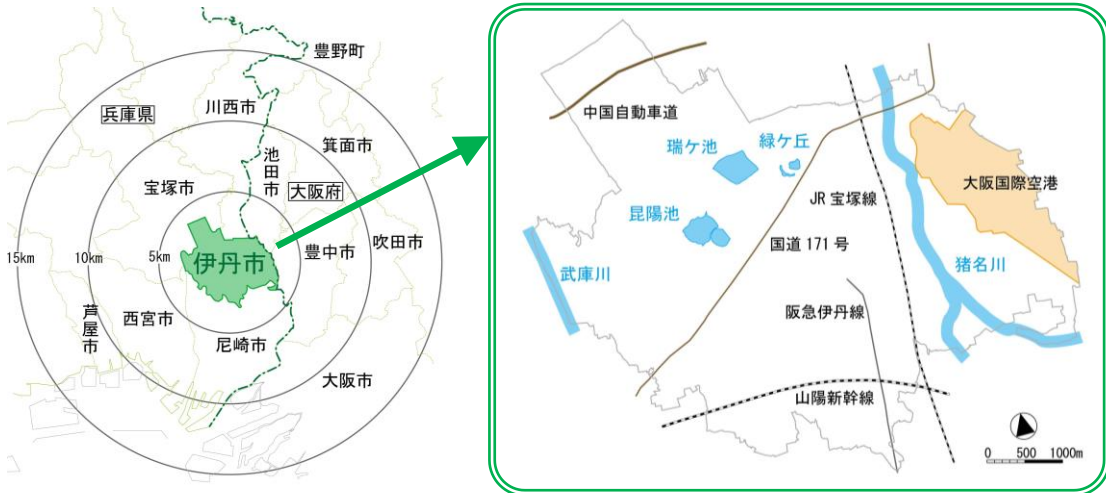 豊野町
兵庫県
川西市
箕面市
池田市
宝塚市
大阪府
15km
10km
5km
伊丹市
豊中市
吹田市
芦屋市
西宮市
尼崎市
大阪市
中国自動車道
瑞ケ池
緑ケ丘
大阪国際空港
JR 宝塚線
昆陽池
国道 171 号
武庫川
猪名川
阪急伊丹線
山陽新幹線
0 500 1000m